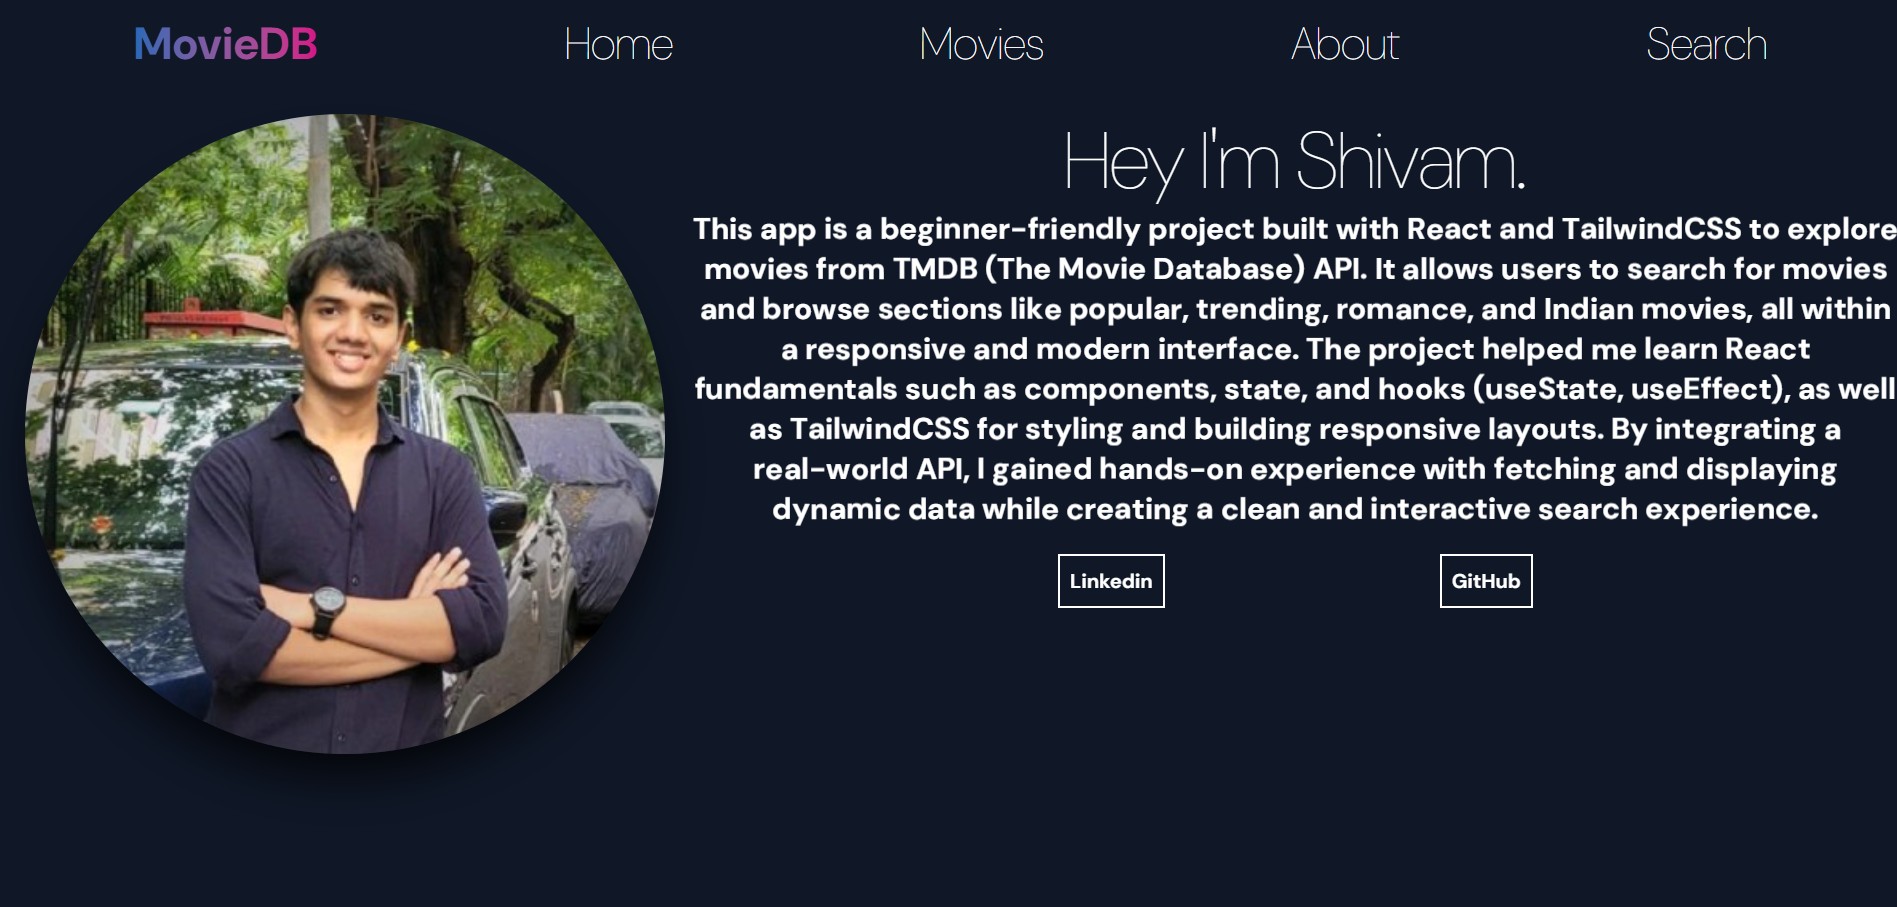 MovieDB Home Movies About Search
Hey I'm Shivam.
This app is a beginner-friendly project built with React and TailwindCSS to explore
movies from TMDB (The Movie Database) API. It allows users to search for movies
and browse sections like popular, trending, romance, and Indian movies, all within
a responsive and modern interface. The project helped me learn React
fundamentals such as components, state, and hooks (useState, useEffect), as well
as TailwindCSS for styling and building responsive layouts. By integrating a
real-world API, I gained hands-on experience with fetching and displaying
dynamic data while creating a clean and interactive search experience.
Linkedin GitHub